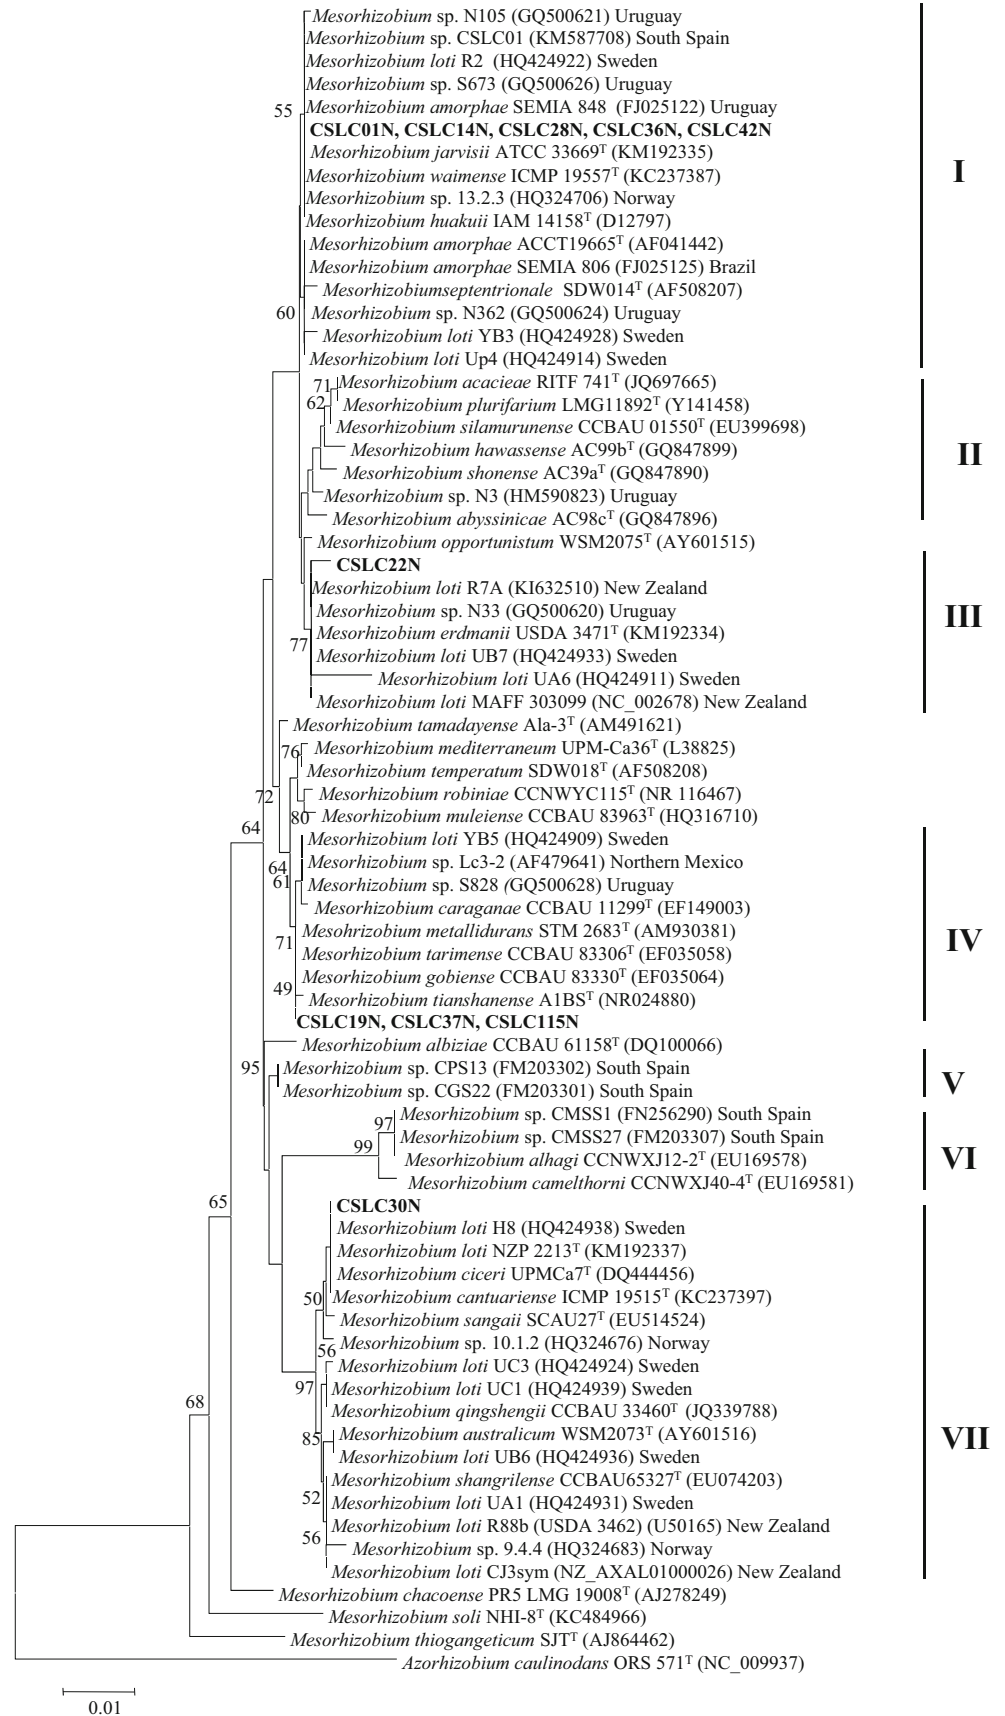 Mesorhizobium sp. N105 (GQ500621) Uruguay
Mesorhizobium sp. CSLC01 (KM587708) South Spain
Mesorhizobium loti R2 (HQ424922) Sweden
Mesorhizobium sp. S673 (GQ500626) Uruguay
55
Mesorhizobium amorphae SEMIA 848 (FJ025122) Uruguay
CSLC01N, CSLC14N, CSLC28N, CSLC36N, CSLC42N
Mesorhizobium jarvisii ATCC 33669T (KM192335)
I
Mesorhizobium waimense ICMP 19557T (KC237387)
Mesorhizobium sp. 13.2.3 (HQ324706) Norway
Mesorhizobium huakuii IAM 14158T (D12797)
Mesorhizobium amorphae ACCT19665T (AF041442)
Mesorhizobium amorphae SEMIA 806 (FJ025125) Brazil
Mesorhizobiumseptentrionale SDW014T (AF508207)
60
Mesorhizobium sp. N362 (GQ500624) Uruguay
Mesorhizobium loti YB3 (HQ424928) Sweden
Mesorhizobium loti Up4 (HQ424914) Sweden
71
Mesorhizobium acacieae RITF 741T (JQ697665)
62
Mesorhizobium plurifarium LMG11892T (Y141458)
Mesorhizobium silamurunense CCBAU 01550T (EU399698)
Mesorhizobium hawassense AC99bT (GQ847899)
II
Mesorhizobium shonense AC39aT (GQ847890)
Mesorhizobium sp. N3 (HM590823) Uruguay
Mesorhizobium abyssinicae AC98cT (GQ847896)
Mesorhizobium opportunistum WSM2075T (AY601515)
CSLC22N
Mesorhizobium loti R7A (KI632510) New Zealand
Mesorhizobium sp. N33 (GQ500620) Uruguay
III
Mesorhizobium erdmanii USDA 3471T (KM192334)
77
Mesorhizobium loti UB7 (HQ424933) Sweden
Mesorhizobium loti UA6 (HQ424911) Sweden
Mesorhizobium loti MAFF 303099 (NC_002678) New Zealand
Mesorhizobium tamadayense Ala-3T (AM491621)
76
Mesorhizobium mediterraneum UPM-Ca36T (L38825)
Mesorhizobium temperatum SDW018T (AF508208)
72
Mesorhizobium robiniae CCNWYC115T (NR 116467)
80
Mesorhizobium muleiense CCBAU 83963T (HQ316710)
64
Mesorhizobium loti YB5 (HQ424909) Sweden
64
Mesorhizobium sp. Lc3-2 (AF479641) Northern Mexico
61
Mesorhizobium sp. S828 (GQ500628) Uruguay
Mesorhizobium caraganae CCBAU 11299T (EF149003)
71
Mesohrizobium metallidurans STM 2683T (AM930381)
IV
Mesorhizobium tarimense CCBAU 83306T (EF035058)
Mesorhizobium gobiense CCBAU 83330T (EF035064)
49
Mesorhizobium tianshanense A1BST (NR024880)
CSLC19N, CSLC37N, CSLC115N
Mesorhizobium albiziae CCBAU 61158T (DQ100066)
95
Mesorhizobium sp. CPS13 (FM203302) South Spain
V
Mesorhizobium sp. CGS22 (FM203301) South Spain
97
Mesorhizobium sp. CMSS1 (FN256290) South Spain
99
Mesorhizobium sp. CMSS27 (FM203307) South Spain
VI
Mesorhizobium alhagi CCNWXJ12-2T (EU169578)
Mesorhizobium camelthorni CCNWXJ40-4T (EU169581)
65
CSLC30N
Mesorhizobium loti H8 (HQ424938) Sweden
Mesorhizobium loti NZP 2213T (KM192337)
Mesorhizobium ciceri UPMCa7T (DQ444456)
50
Mesorhizobium cantuariense ICMP 19515T (KC237397)
Mesorhizobium sangaii SCAU27T (EU514524)
56
Mesorhizobium sp. 10.1.2 (HQ324676) Norway
Mesorhizobium loti UC3 (HQ424924) Sweden
97
Mesorhizobium loti UC1 (HQ424939) Sweden
68
Mesorhizobium qingshengii CCBAU 33460T (JQ339788)
85
Mesorhizobium australicum WSM2073T (AY601516)
VII
Mesorhizobium loti UB6 (HQ424936) Sweden
Mesorhizobium shangrilense CCBAU65327T (EU074203)
52
Mesorhizobium loti UA1 (HQ424931) Sweden
Mesorhizobium loti R88b (USDA 3462) (U50165) New Zealand
56
Mesorhizobium sp. 9.4.4 (HQ324683) Norway
Mesorhizobium loti CJ3sym (NZ_AXAL01000026) New Zealand
Mesorhizobium chacoense PR5 LMG 19008T (AJ278249)
Mesorhizobium soli NHI-8T (KC484966)
Mesorhizobium thiogangeticum SJTT (AJ864462)
Azorhizobium caulinodans ORS 571T (NC_009937)
0.01